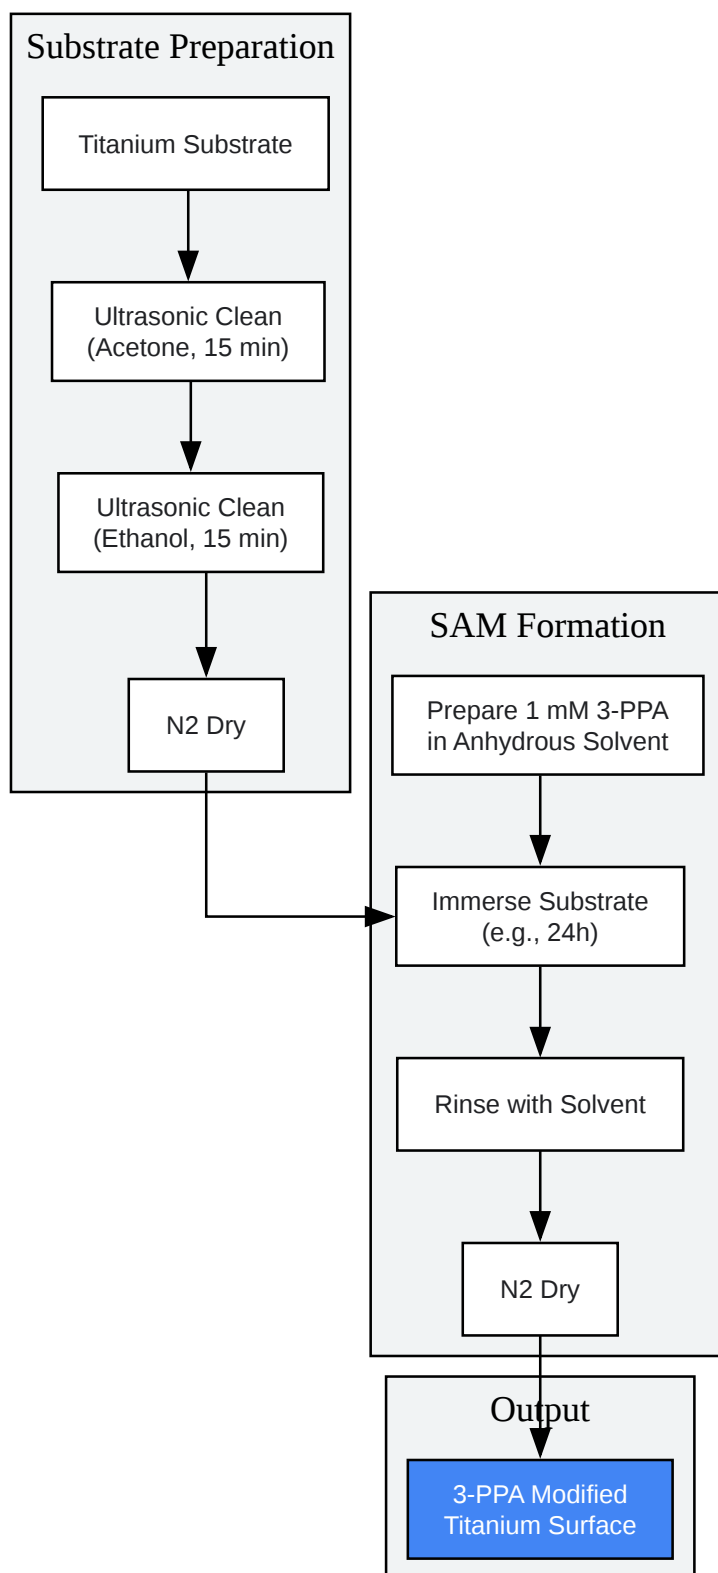 Substrate Preparation
Titanium Substrate
Ultrasonic Clean
(Acetone, 15 min)
Ultrasonic Clean
(Ethanol, 15 min)
N2 Dry
SAM Formation
Prepare 1 mM 3-PPA
in Anhydrous Solvent
Immerse Substrate
(e.g., 24h)
Rinse with Solvent
N2 Dry
Output
3-PPA Modified
Titanium Surface